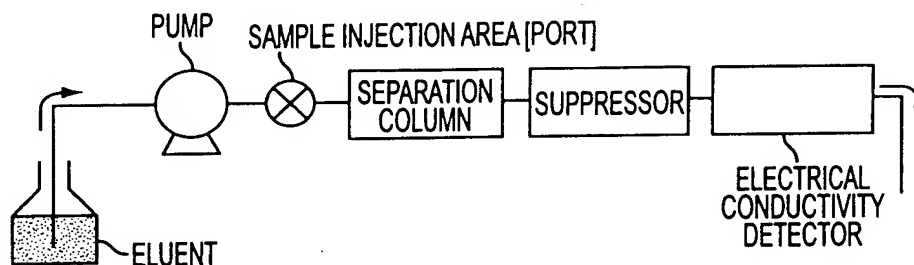 PUMP
SAMPLE INJECTION AREA [PORT]
SEPARATION
COLUMN
SUPPRESSOR
ELECTRICAL
CONDUCTIVITY
DETECTOR
ELUENT